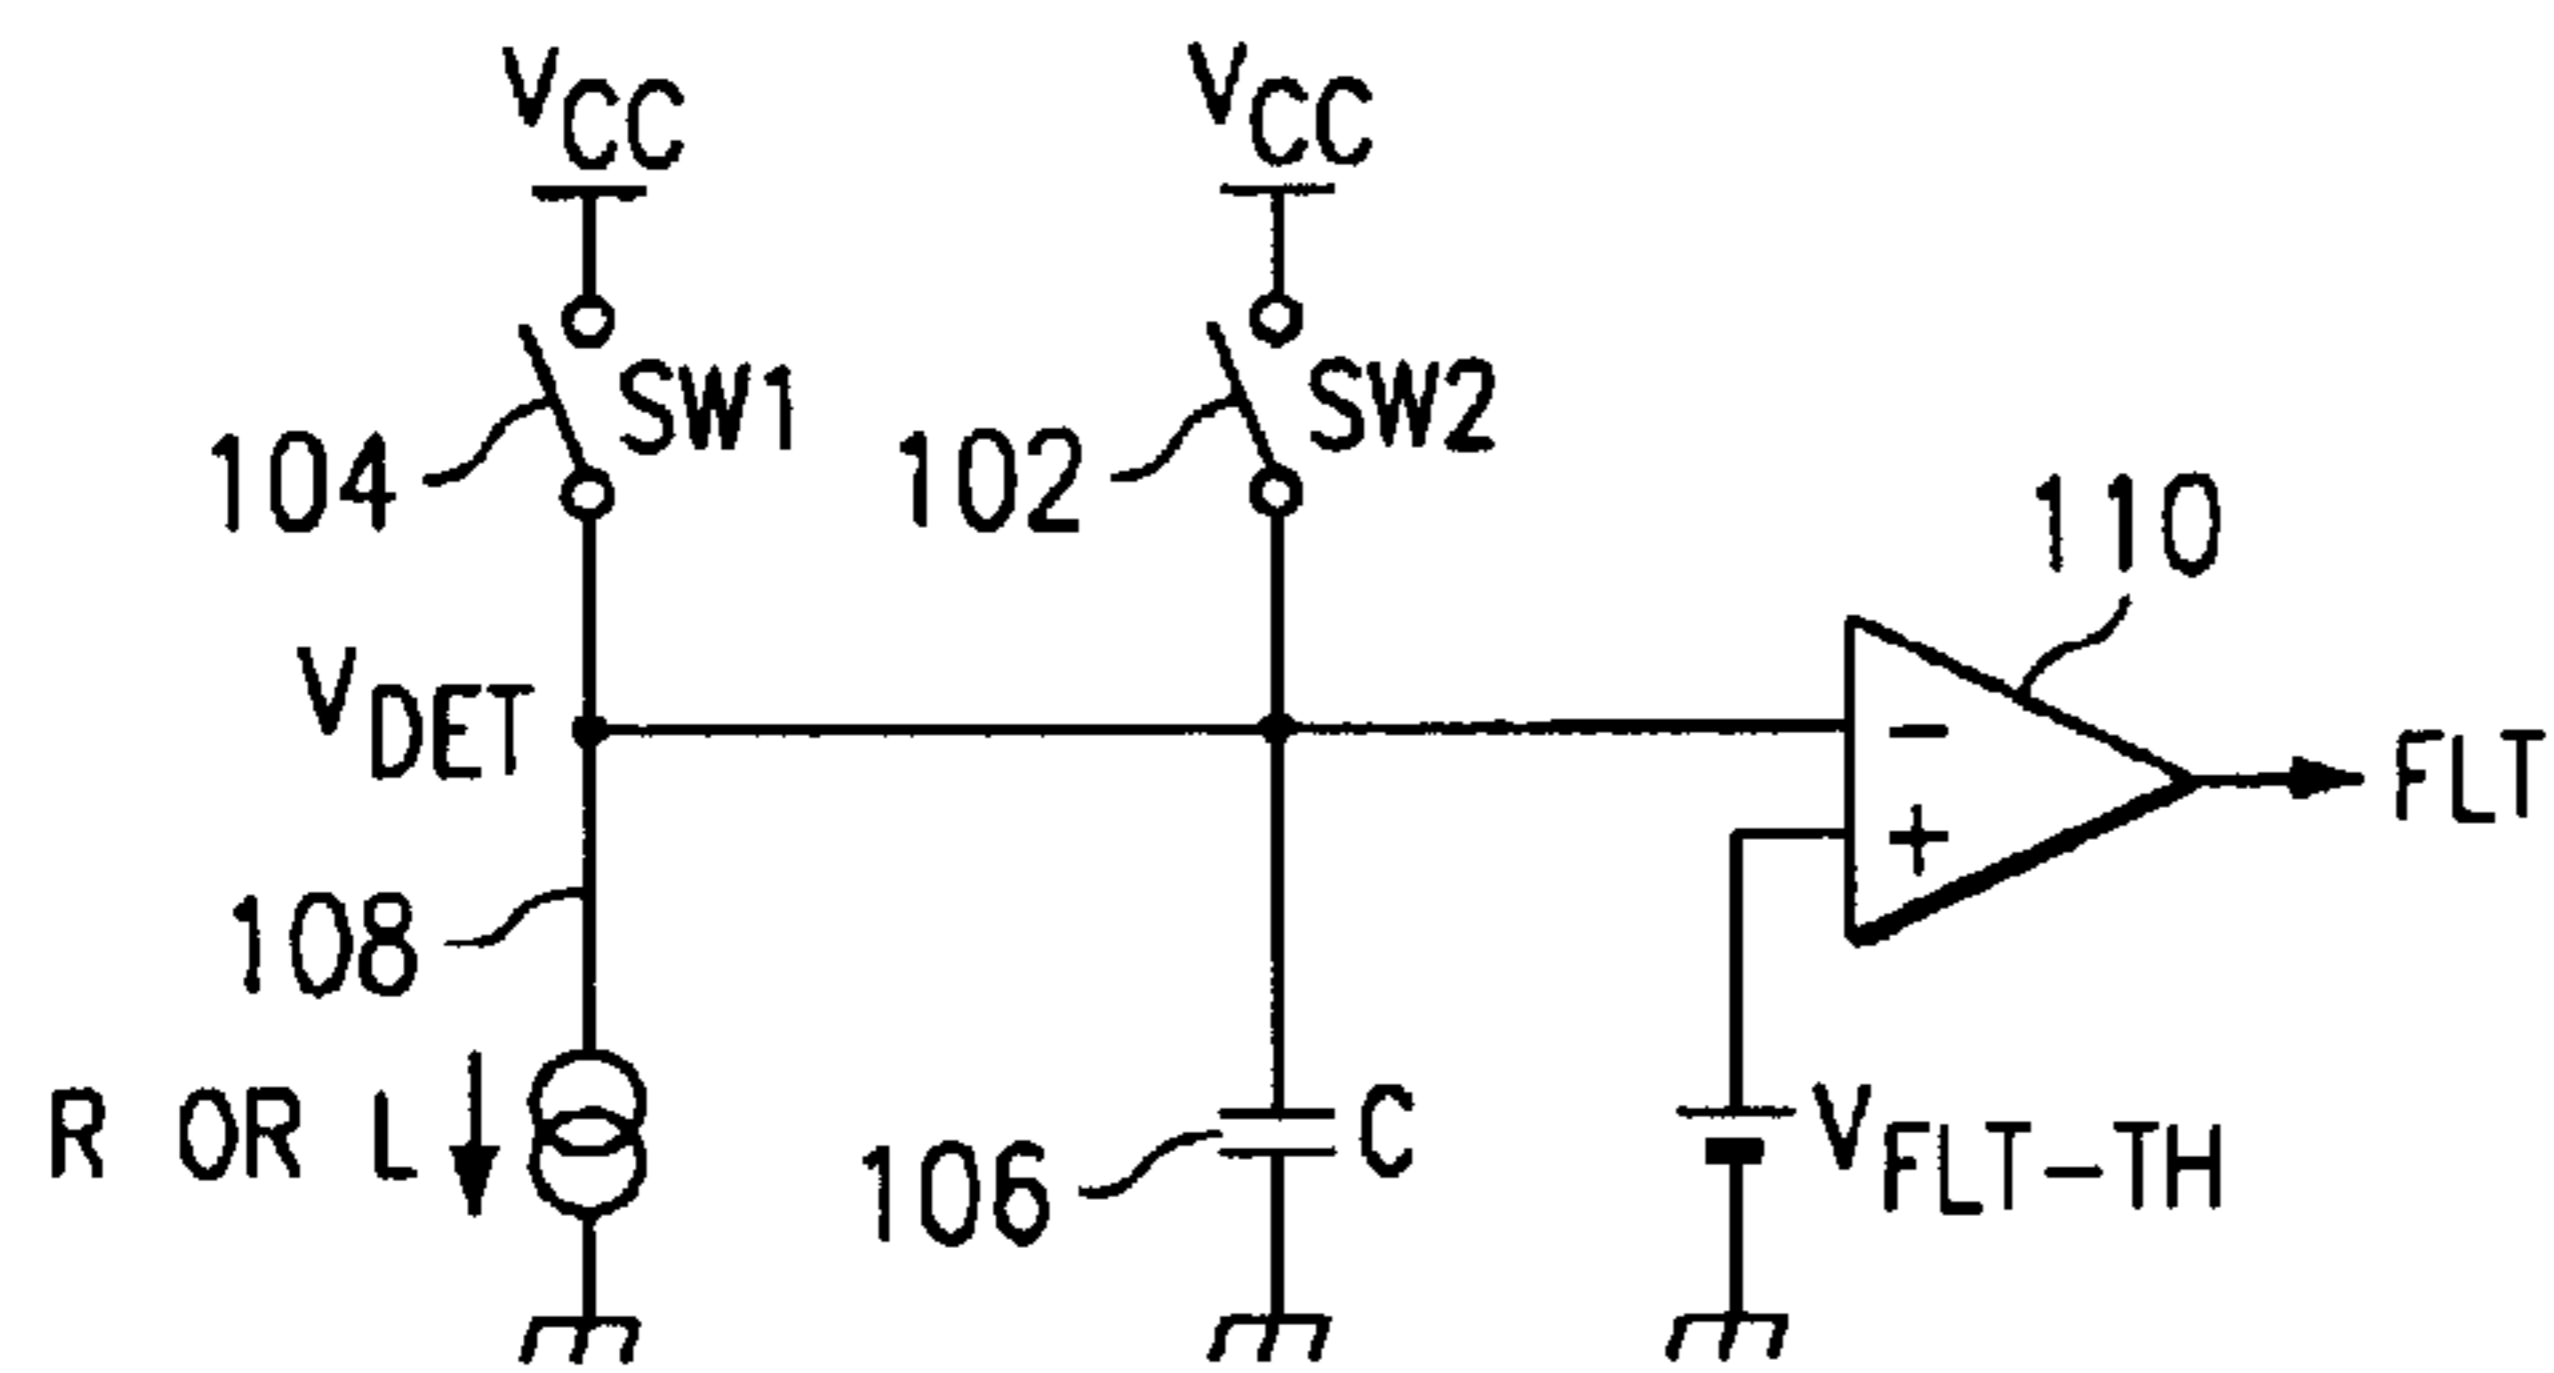 VCC VCC
SW1 SW2
104 102
110
VDET
- 
+
FLT
108
R OR L
106
C
VFLT-TH